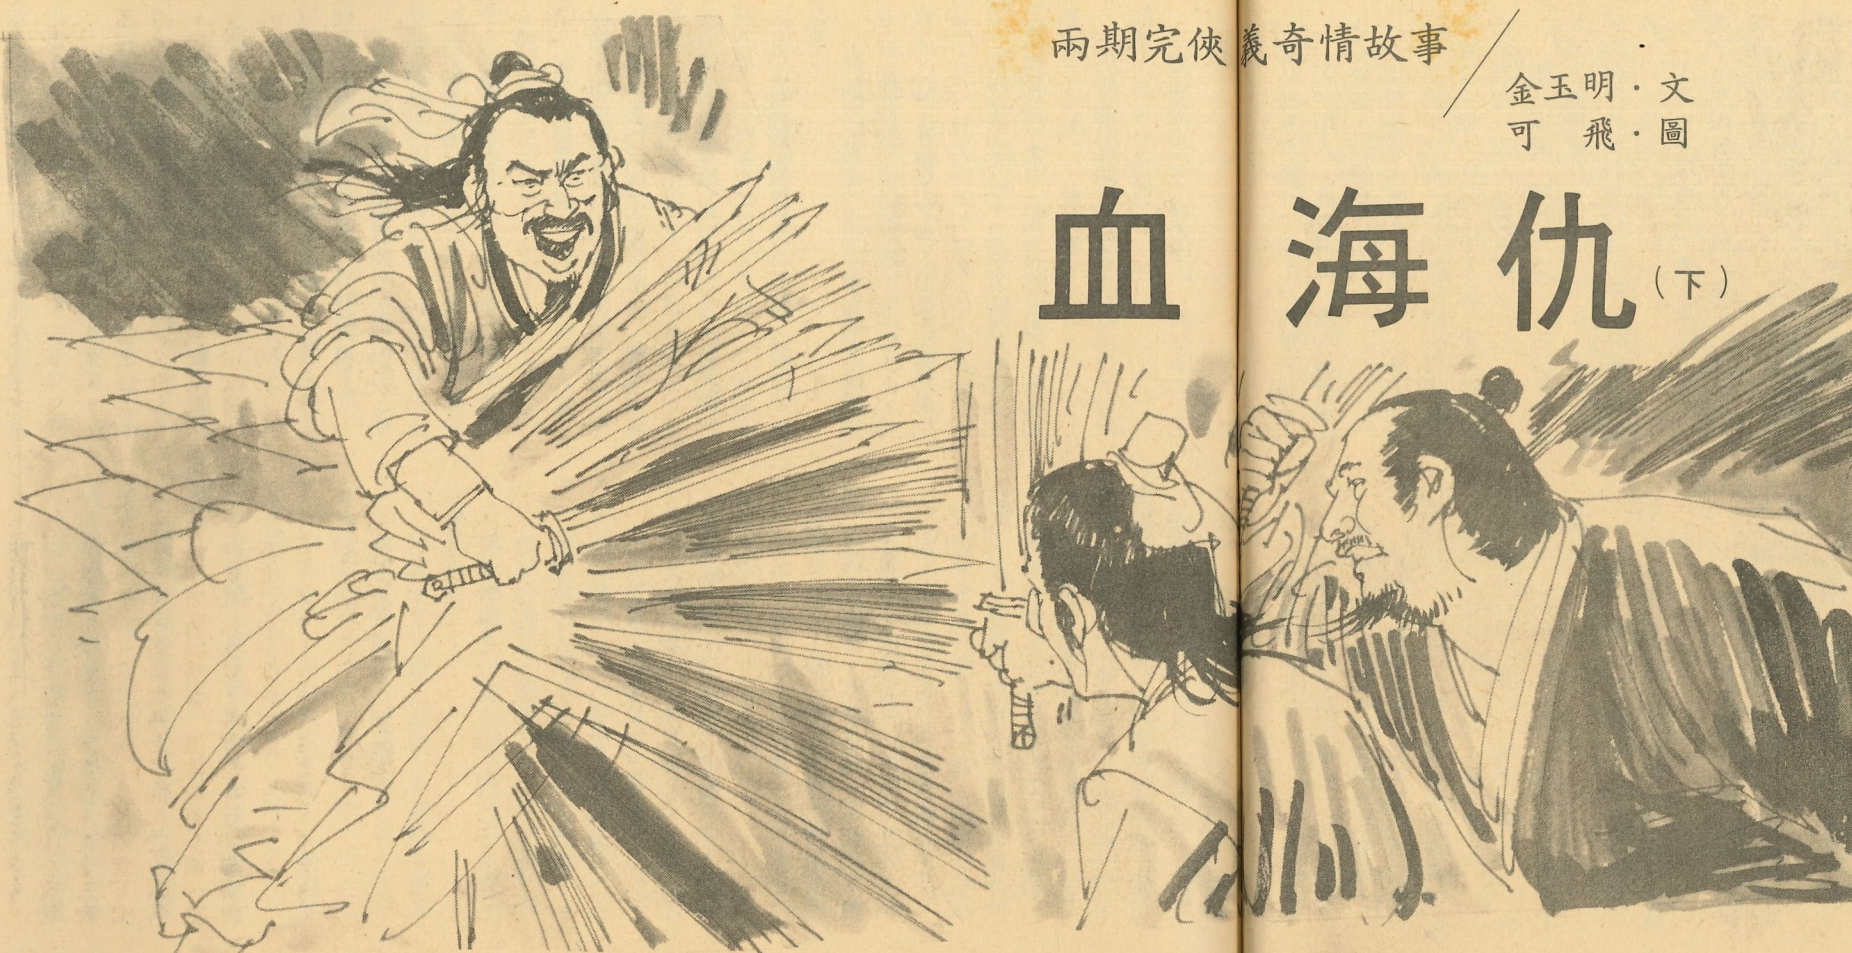 兩期完俠義奇情故事
金玉明·文
可 飛·圖
血海仇(下)